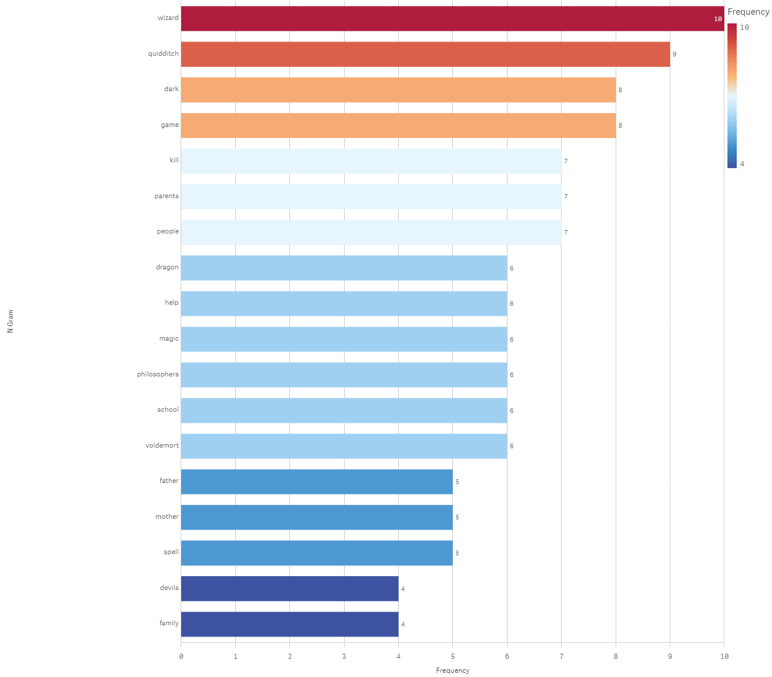 Frequency
10
4
N Gram
wizard 10
quidditch 9
dark 8
game 8
kill 7
parents 7
people 7
dragon 6
help 6
magic 6
philosophers 6
school 6
voldemort 6
father 5
mother 5
spell 5
devils 4
family 4
0 1 2 3 4 5 6 7 8 9 10
Frequency